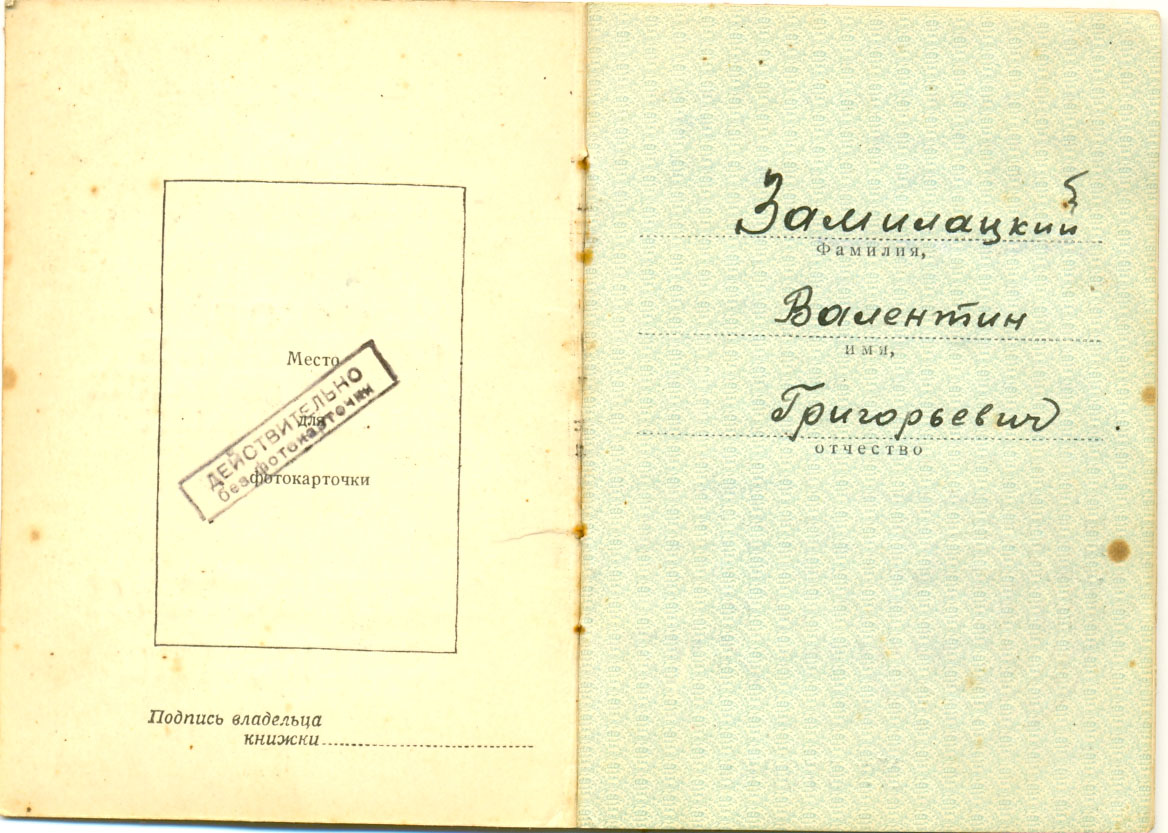 Место
для
фотокарточки
ДЕЙСТВИТЕЛЬНО
без фотокарточки
Подпись владельца
книжки
Замилацкий
Фамилия,
Валентин
имя,
Григорьевич
отчество